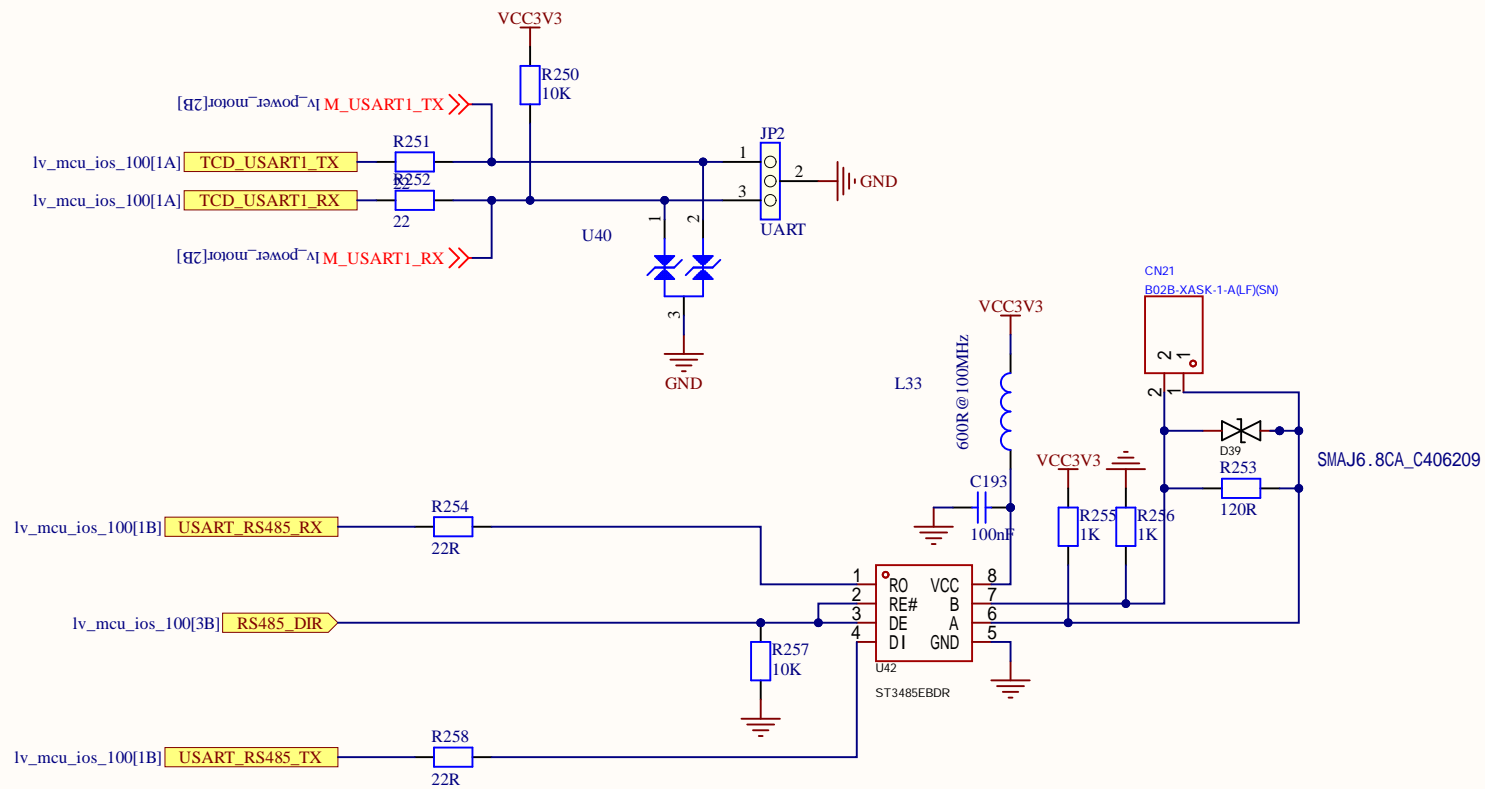 VCC3V3
R250
10K
lv_power_motor[2B] M_USART1_TX
lv_mcu_ios_100[1A] TCD_USART1_TX
R251
22
JP2
1
2
3
GND
UART
lv_mcu_ios_100[1A] TCD_USART1_RX
R252
22
lv_power_motor[2B] M_USART1_RX
U40
1
2
3
GND
CN21
B02B-XASK-1-A(LF)(SN)
2
1
2
1
VCC3V3
L33
600R@100MHz
D39
SMAJ6.8CA_C406209
R253
120R
VCC3V3
C193
100nF
R255
1K
R256
1K
lv_mcu_ios_100[1B] USART_RS485_RX
R254
22R
1 RO VCC 8
2 RE# B 7
3 DE A 6
4 DI GND 5
U42
ST3485EBDR
lv_mcu_ios_100[3B] RS485_DIR
R257
10K
lv_mcu_ios_100[1B] USART_RS485_TX
R258
22R